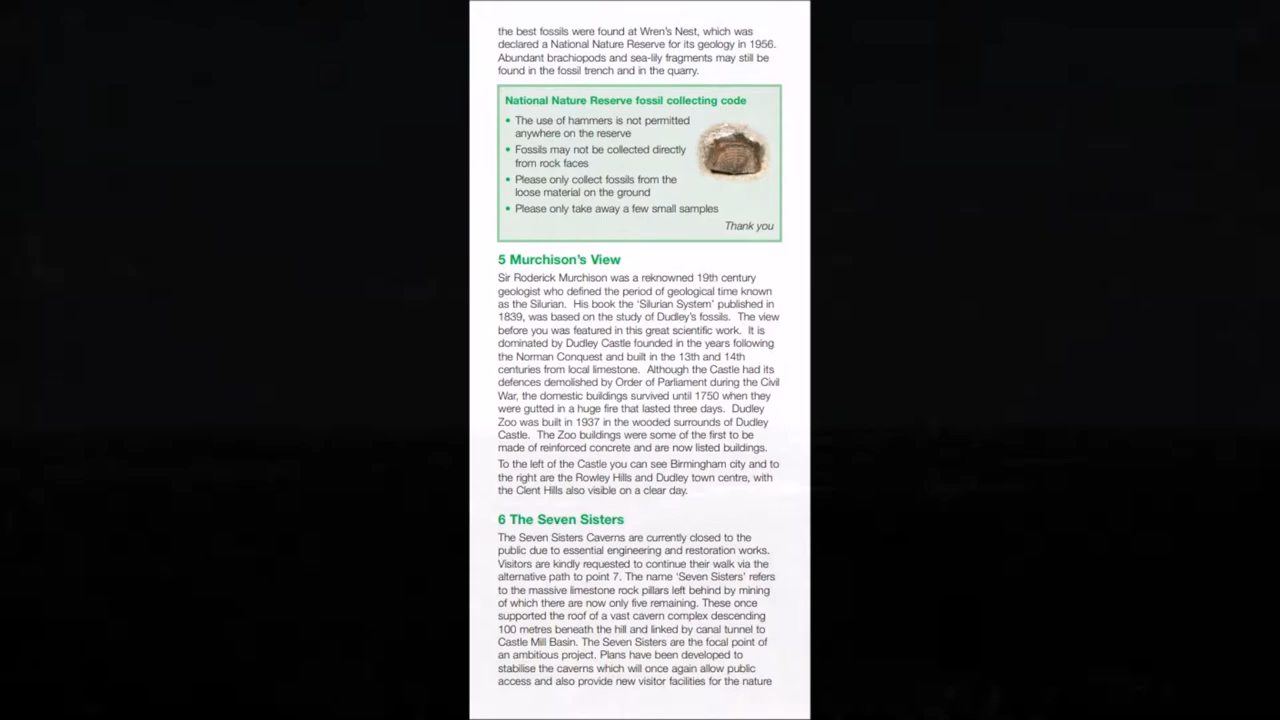 the best fossils were found at Wren's Nest, which was
declared a National Nature Reserve for its geology in 1956.
Abundant brachiopods and sea-lily fragments may still be
found in the fossil trench and in the quarry.
National Nature Reserve fossil collecting code
• The use of hammers is not permitted
anywhere on the reserve
• Fossils may not be collected directly
from rock faces
• Please only collect fossils from the
loose material on the ground
• Please only take away a few small samples
Thank you
5 Murchison's View
Sir Roderick Murchison was a reknowned 19th century
geologist who defined the period of geological time known
as the Silurian.  His book the 'Silurian System' published in
1839, was based on the study of Dudley's fossils.  The view
before you was featured in this great scientific work.  It is
dominated by Dudley Castle founded in the years following
the Norman Conquest and built in the 13th and 14th
centuries from local limestone.  Although the Castle had its
defences demolished by Order of Parliament during the Civil
War, the domestic buildings survived until 1750 when they
were gutted in a huge fire that lasted three days.  Dudley
Zoo was built in 1937 in the wooded surrounds of Dudley
Castle.  The Zoo buildings were some of the first to be
made of reinforced concrete and are now listed buildings.
To the left of the Castle you can see Birmingham city and to
the right are the Rowley Hills and Dudley town centre, with
the Clent Hills also visible on a clear day.
6 The Seven Sisters
The Seven Sisters Caverns are currently closed to the
public due to essential engineering and restoration works.
Visitors are kindly requested to continue their walk via the
alternative path to point 7. The name 'Seven Sisters' refers
to the massive limestone rock pillars left behind by mining
of which there are now only five remaining. These once
supported the roof of a vast cavern complex descending
100 metres beneath the hill and linked by canal tunnel to
Castle Mill Basin. The Seven Sisters are the focal point of
an ambitious project. Plans have been developed to
stabilise the caverns which will once again allow public
access and also provide new visitor facilities for the nature